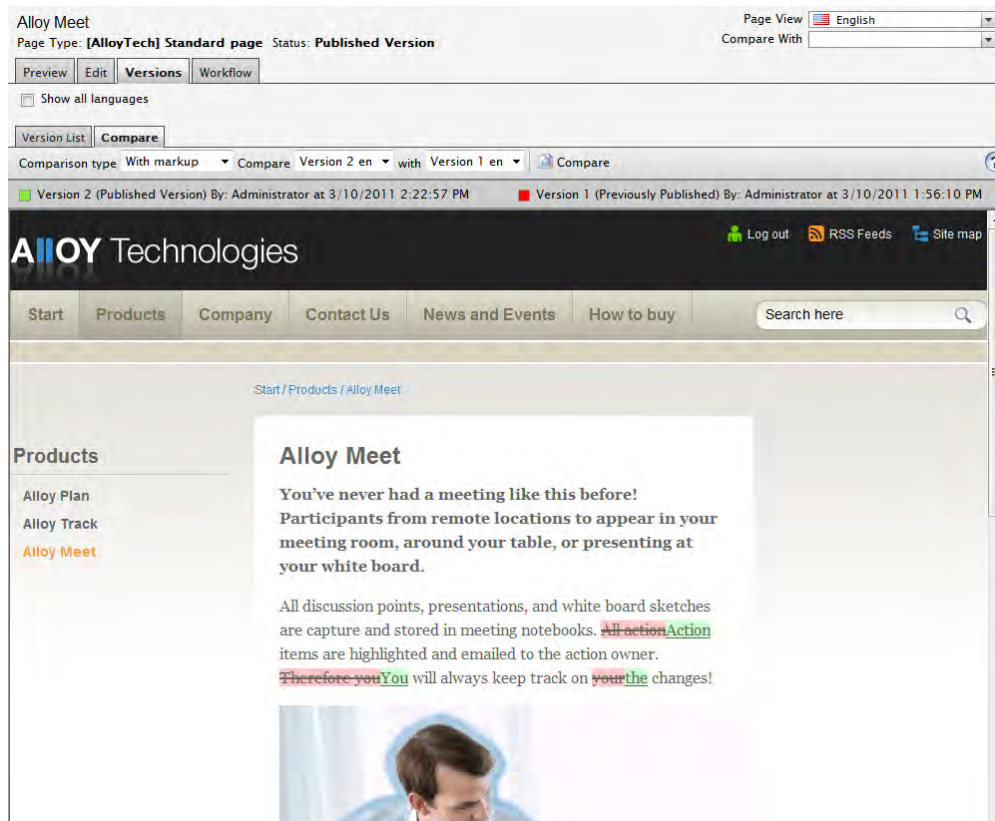 Alloy Meet
Page View English
Page Type: [AlloyTech] Standard page Status: Published Version
Compare With
Preview Edit Versions Workflow
Show all languages
Version List Compare
Comparison type With markup Compare Version 2 en with Version 1 en Compare ?
Version 2 (Published Version) By: Administrator at 3/10/2011 2:22:57 PM Version 1 (Previously Published) By: Administrator at 3/10/2011 1:56:10 PM
Log out RSS Feeds Site map
AllOY Technologies
Start Products Company Contact Us News and Events How to buy Search here
Start / Products / Alloy Meet
Products
Alloy Plan
Alloy Track
Alloy Meet
Alloy Meet
You've never had a meeting like this before!
Participants from remote locations to appear in your
meeting room, around your table, or presenting at
your white board.
All discussion points, presentations, and white board sketches
are capture and stored in meeting notebooks. All actionAction
items are highlighted and emailed to the action owner.
Therefore youYou will always keep track on yourthe changes!